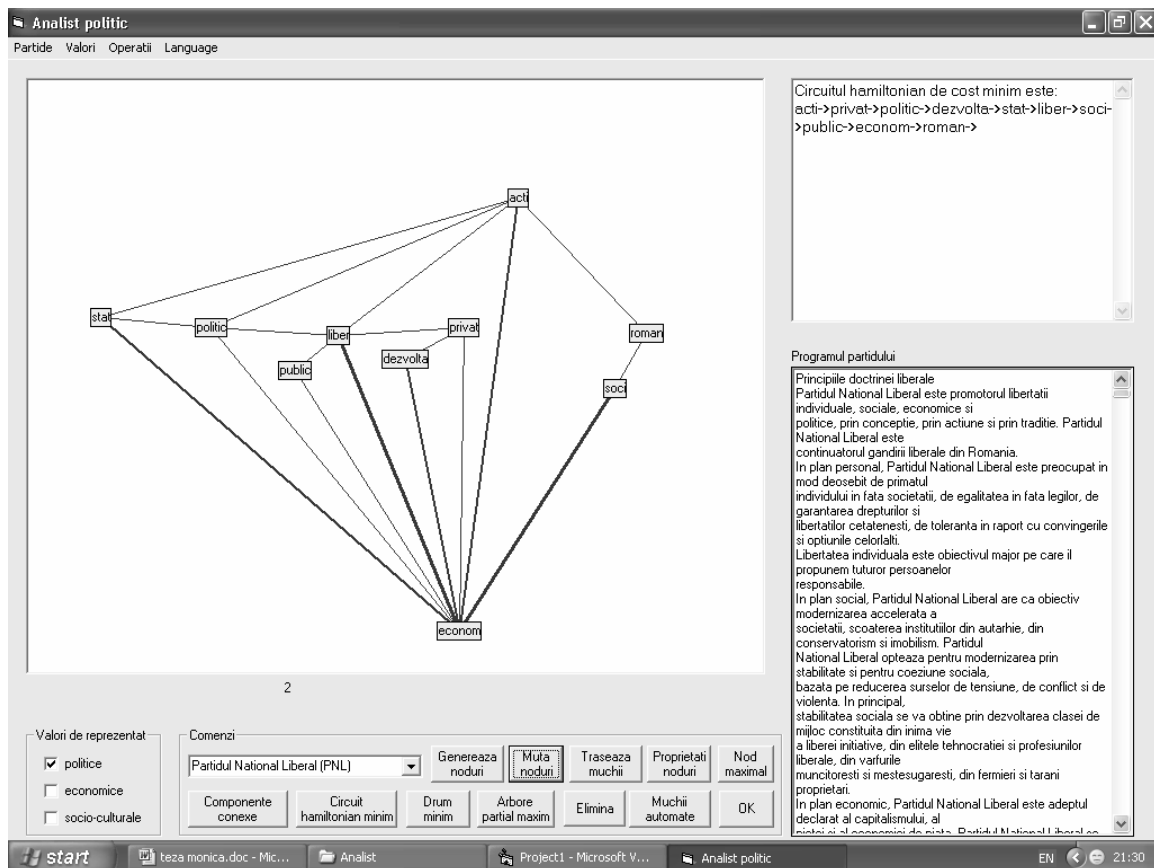 Analist politic
Partide Valori Operatii Language
acti
stat
politic
liber
privat
roman
public
dezvolta
soci
econom
2
Circuitul hamiltonian de cost minim este:
acti->privat->politic->dezvolta->stat->liber->soci-
>public->econom->roman->
Programul partidului
Principiile doctrinei liberale
Partidul National Liberal este promotorul libertatii
individuale, sociale, economice si
politice, prin conceptie, prin actiune si prin traditie. Partidul
National Liberal este
continuatorul gandirii liberale din Romania.
In plan personal, Partidul National Liberal este preocupat in
mod deosebit de primatul
individului in fata societatii, de egalitatea in fata legilor, de
garantarea drepturilor si
libertatilor cetatenesti, de toleranta in raport cu convingerile
si optiunile celorlalti.
Libertatea individuala este obiectivul major pe care il
propunem tuturor persoanelor
responsabile.
In plan social, Partidul National Liberal are ca obiectiv
modernizarea accelerata a
societatii, scoaterea institutiilor din autarhie, din
conservatorism si imobilism. Partidul
National Liberal opteaza pentru modernizarea prin
stabilitate si pentru coeziune sociala,
bazata pe reducerea surselor de tensiune, de conflict si de
violenta. In principal,
stabilitatea sociala se va obtine prin dezvoltarea clasei de
mijloc constituita din inima vie
a liberei initiative, din elitele tehnocratiei si profesiunilor
liberale, din varfurile
muncitoresti si mestesugaresti, din fermieri si tarani
proprietari.
In plan economic, Partidul National Liberal este adeptul
declarat al capitalismului, al
pietei si al economiei de piata. Partidul National Liberal se
Valori de reprezentat
politice
economice
socio-culturale
Comenzi
Partidul National Liberal (PNL)
Genereaza
noduri
Muta
noduri
Traseaza
muchii
Proprietati
noduri
Nod
maximal
Componente
conexe
Circuit
hamiltonian minim
Drum
minim
Arbore
partial maxim
Elimina
Muchii
automate
OK
start
teza monica.doc - Mic...
Analist
Project1 - Microsoft V...
Analist politic
EN
21:30